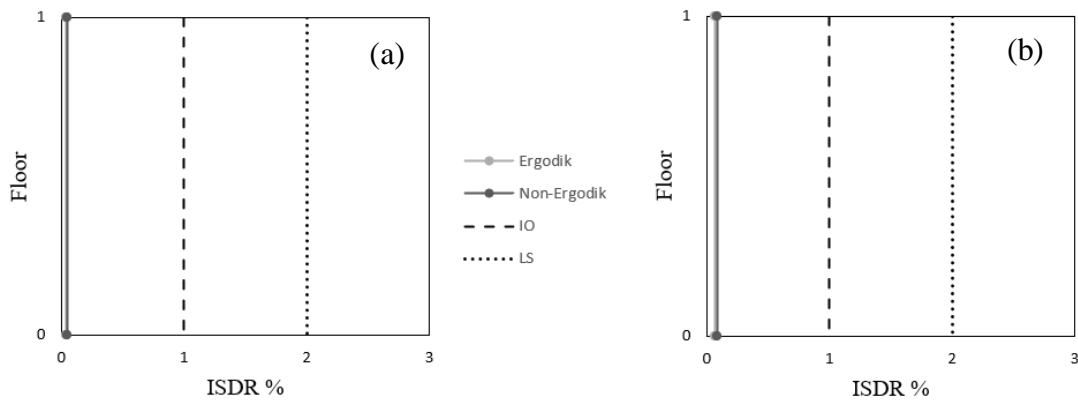 1
(a)
Floor
0
0 1 2 3
ISDR %
Ergodik
Non-Ergodik
IO
LS
1
(b)
Floor
0
0 1 2 3
ISDR %